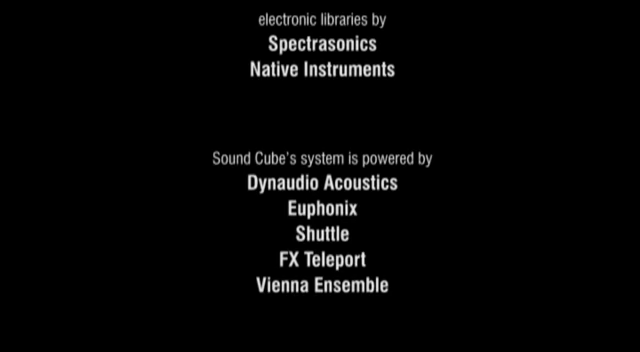 electronic libraries by
Spectrasonics
Native Instruments
Sound Cube's system is powered by
Dynaudio Acoustics
Euphonix
Shuttle
FX Teleport
Vienna Ensemble